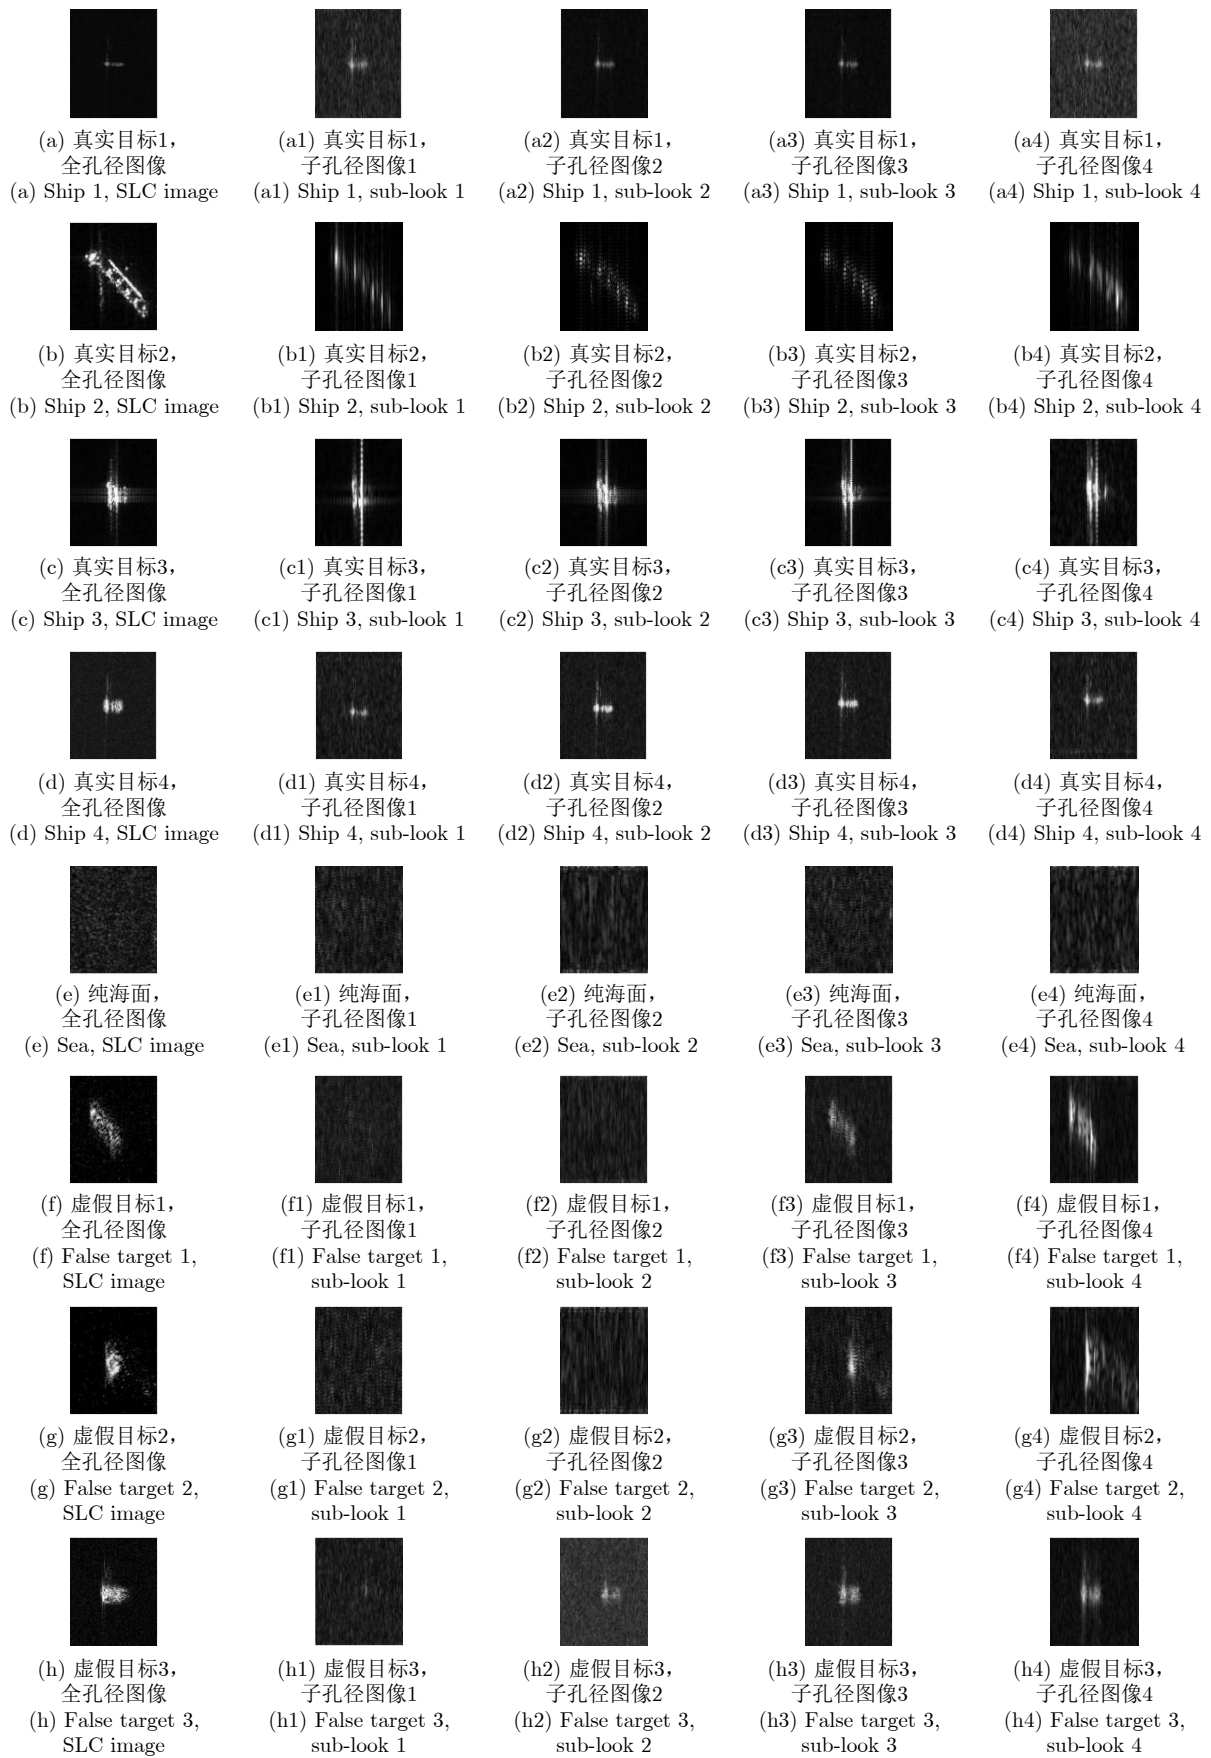 (a) 真实目标1，
全孔径图像
(a) Ship 1, SLC image
(a1) 真实目标1，
子孔径图像1
(a1) Ship 1, sub-look 1
(a2) 真实目标1，
子孔径图像2
(a2) Ship 1, sub-look 2
(a3) 真实目标1，
子孔径图像3
(a3) Ship 1, sub-look 3
(a4) 真实目标1，
子孔径图像4
(a4) Ship 1, sub-look 4
(b) 真实目标2，
全孔径图像
(b) Ship 2, SLC image
(b1) 真实目标2，
子孔径图像1
(b1) Ship 2, sub-look 1
(b2) 真实目标2，
子孔径图像2
(b2) Ship 2, sub-look 2
(b3) 真实目标2，
子孔径图像3
(b3) Ship 2, sub-look 3
(b4) 真实目标2，
子孔径图像4
(b4) Ship 2, sub-look 4
(c) 真实目标3，
全孔径图像
(c) Ship 3, SLC image
(c1) 真实目标3，
子孔径图像1
(c1) Ship 3, sub-look 1
(c2) 真实目标3，
子孔径图像2
(c2) Ship 3, sub-look 2
(c3) 真实目标3，
子孔径图像3
(c3) Ship 3, sub-look 3
(c4) 真实目标3，
子孔径图像4
(c4) Ship 3, sub-look 4
(d) 真实目标4，
全孔径图像
(d) Ship 4, SLC image
(d1) 真实目标4，
子孔径图像1
(d1) Ship 4, sub-look 1
(d2) 真实目标4，
子孔径图像2
(d2) Ship 4, sub-look 2
(d3) 真实目标4，
子孔径图像3
(d3) Ship 4, sub-look 3
(d4) 真实目标4，
子孔径图像4
(d4) Ship 4, sub-look 4
(e) 纯海面，
全孔径图像
(e) Sea, SLC image
(e1) 纯海面，
子孔径图像1
(e1) Sea, sub-look 1
(e2) 纯海面，
子孔径图像2
(e2) Sea, sub-look 2
(e3) 纯海面，
子孔径图像3
(e3) Sea, sub-look 3
(e4) 纯海面，
子孔径图像4
(e4) Sea, sub-look 4
(f) 虚假目标1，
全孔径图像
(f) False target 1,
SLC image
(f1) 虚假目标1，
子孔径图像1
(f1) False target 1,
sub-look 1
(f2) 虚假目标1，
子孔径图像2
(f2) False target 1,
sub-look 2
(f3) 虚假目标1，
子孔径图像3
(f3) False target 1,
sub-look 3
(f4) 虚假目标1，
子孔径图像4
(f4) False target 1,
sub-look 4
(g) 虚假目标2，
全孔径图像
(g) False target 2,
SLC image
(g1) 虚假目标2，
子孔径图像1
(g1) False target 2,
sub-look 1
(g2) 虚假目标2，
子孔径图像2
(g2) False target 2,
sub-look 2
(g3) 虚假目标2，
子孔径图像3
(g3) False target 2,
sub-look 3
(g4) 虚假目标2，
子孔径图像4
(g4) False target 2,
sub-look 4
(h) 虚假目标3，
全孔径图像
(h) False target 3,
SLC image
(h1) 虚假目标3，
子孔径图像1
(h1) False target 3,
sub-look 1
(h2) 虚假目标3，
子孔径图像2
(h2) False target 3,
sub-look 2
(h3) 虚假目标3，
子孔径图像3
(h3) False target 3,
sub-look 3
(h4) 虚假目标3，
子孔径图像4
(h4) False target 3,
sub-look 4